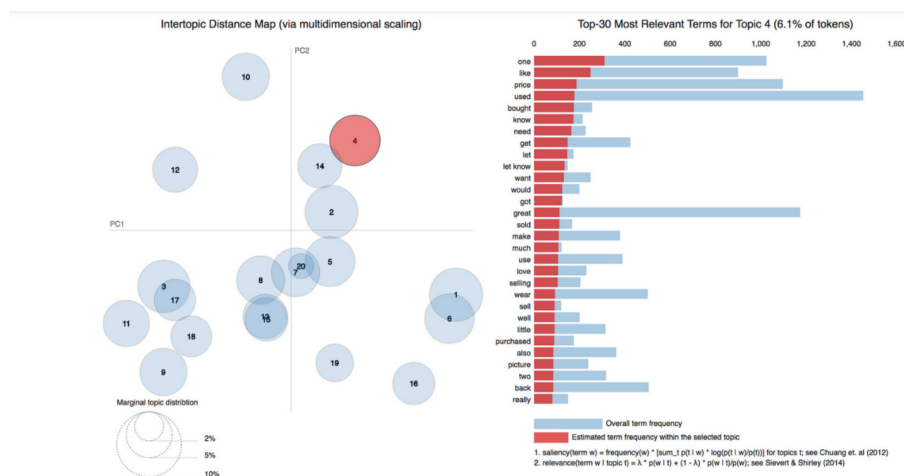 Intertopic Distance Map (via multidimensional scaling)
PC2
PC1
10
4
14
12
2
5
20
7
8
3
17
1
13
15
6
11
18
19
9
16
Marginal topic distribtion
2%
5%
10%
Top-30 Most Relevant Terms for Topic 4 (6.1% of tokens)
0 200 400 600 800 1,000 1,200 1,400 1,600
one
like
price
used
bought
know
need
get
let
let know
want
would
got
great
sold
make
much
use
love
selling
wear
sell
well
little
purchased
also
picture
two
back
really
Overall term frequency
Estimated term frequency within the selected topic
1. saliency(term w) = frequency(w) * [sum_t p(t | w) * log(p(t | w)/p(t))] for topics t; see Chuang et. al (2012)
2. relevance(term w | topic t) = λ * p(w | t) + (1 - λ) * p(w | t)/p(w); see Sievert & Shirley (2014)